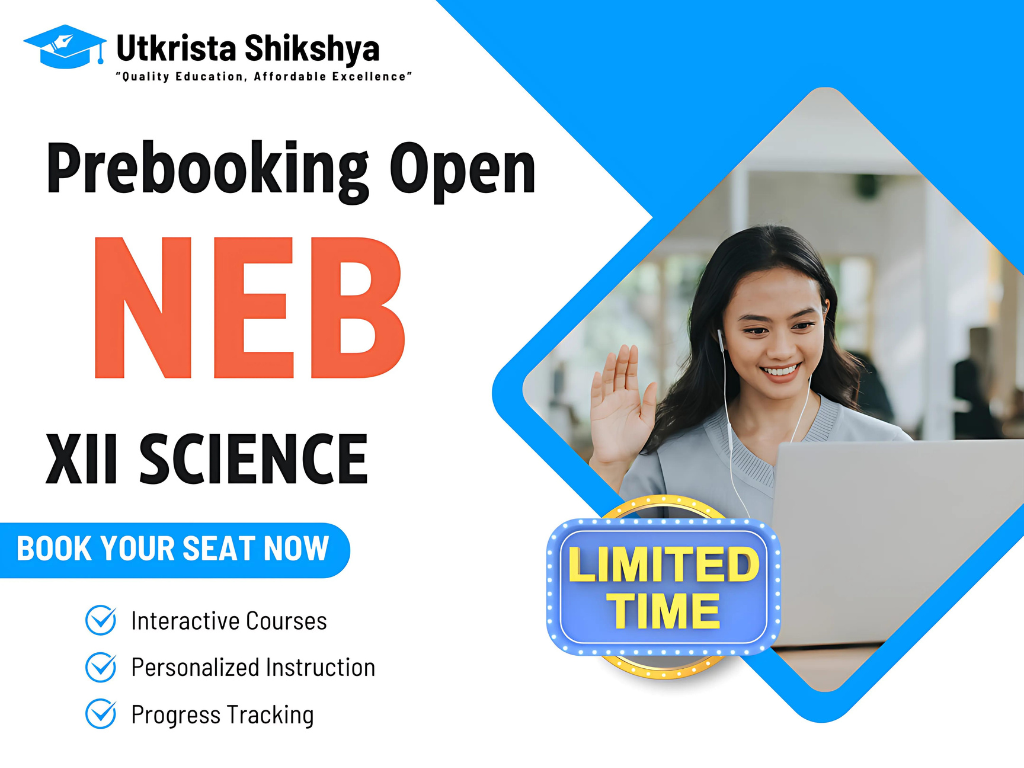 Utkrista Shikshya
"Quality Education, Affordable Excellence"
Prebooking Open
NEB
XII SCIENCE
BOOK YOUR SEAT NOW
Interactive Courses
Personalized Instruction
Progress Tracking
LIMITED
TIME